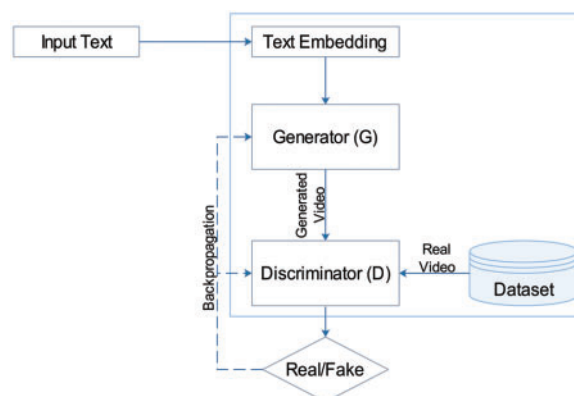 Input Text
Text Embedding
Generator (G)
Generated
Video
Backpropagation
Discriminator (D)
Real
Video
Dataset
Real/Fake